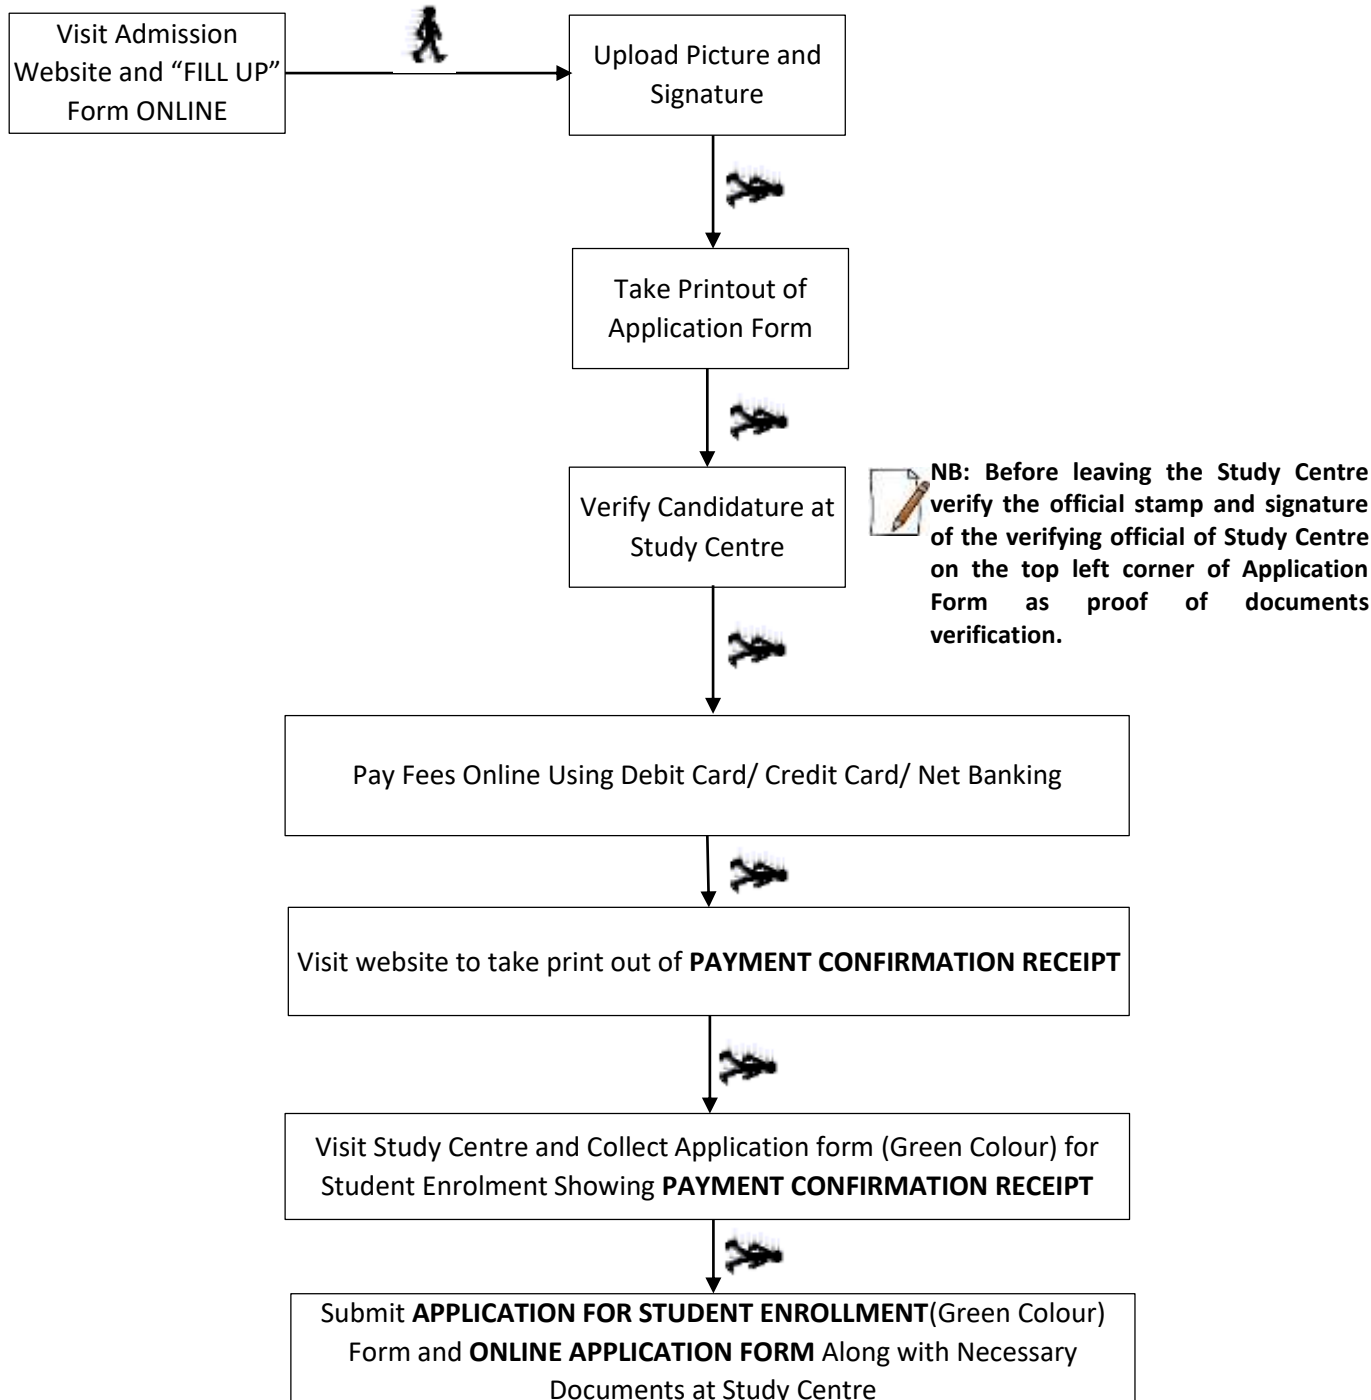 Visit Admission
Website and “FILL UP”
Form ONLINE
Upload Picture and
Signature
Take Printout of
Application Form
Verify Candidature at
Study Centre
NB: Before leaving the Study Centre
verify the official stamp and signature
of the verifying official of Study Centre
on the top left corner of Application
Form as proof of documents
verification.
Pay Fees Online Using Debit Card/ Credit Card/ Net Banking
Visit website to take print out of PAYMENT CONFIRMATION RECEIPT
Visit Study Centre and Collect Application form (Green Colour) for
Student Enrolment Showing PAYMENT CONFIRMATION RECEIPT
Submit APPLICATION FOR STUDENT ENROLLMENT(Green Colour)
Form and ONLINE APPLICATION FORM Along with Necessary
Documents at Study Centre